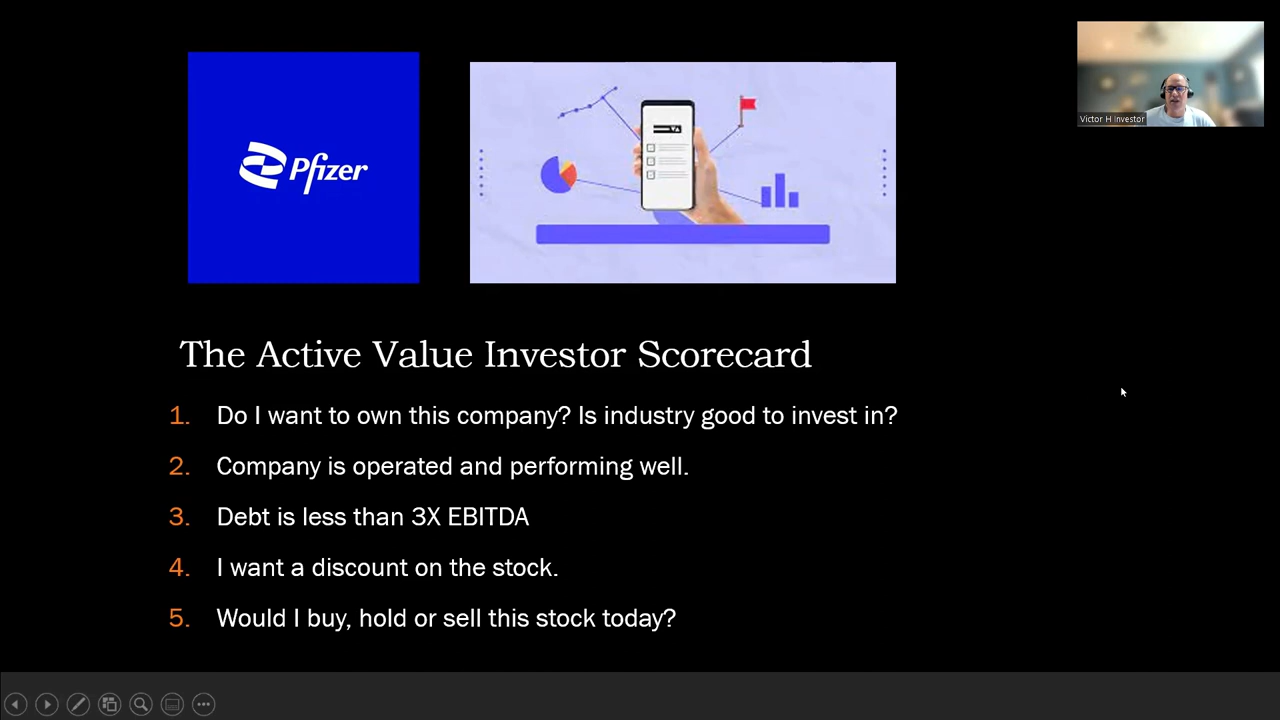 Pfizer
Victor H Investor
The Active Value Investor Scorecard
1. Do I want to own this company? Is industry good to invest in?
2. Company is operated and performing well.
3. Debt is less than 3X EBITDA
4. I want a discount on the stock.
5. Would I buy, hold or sell this stock today?